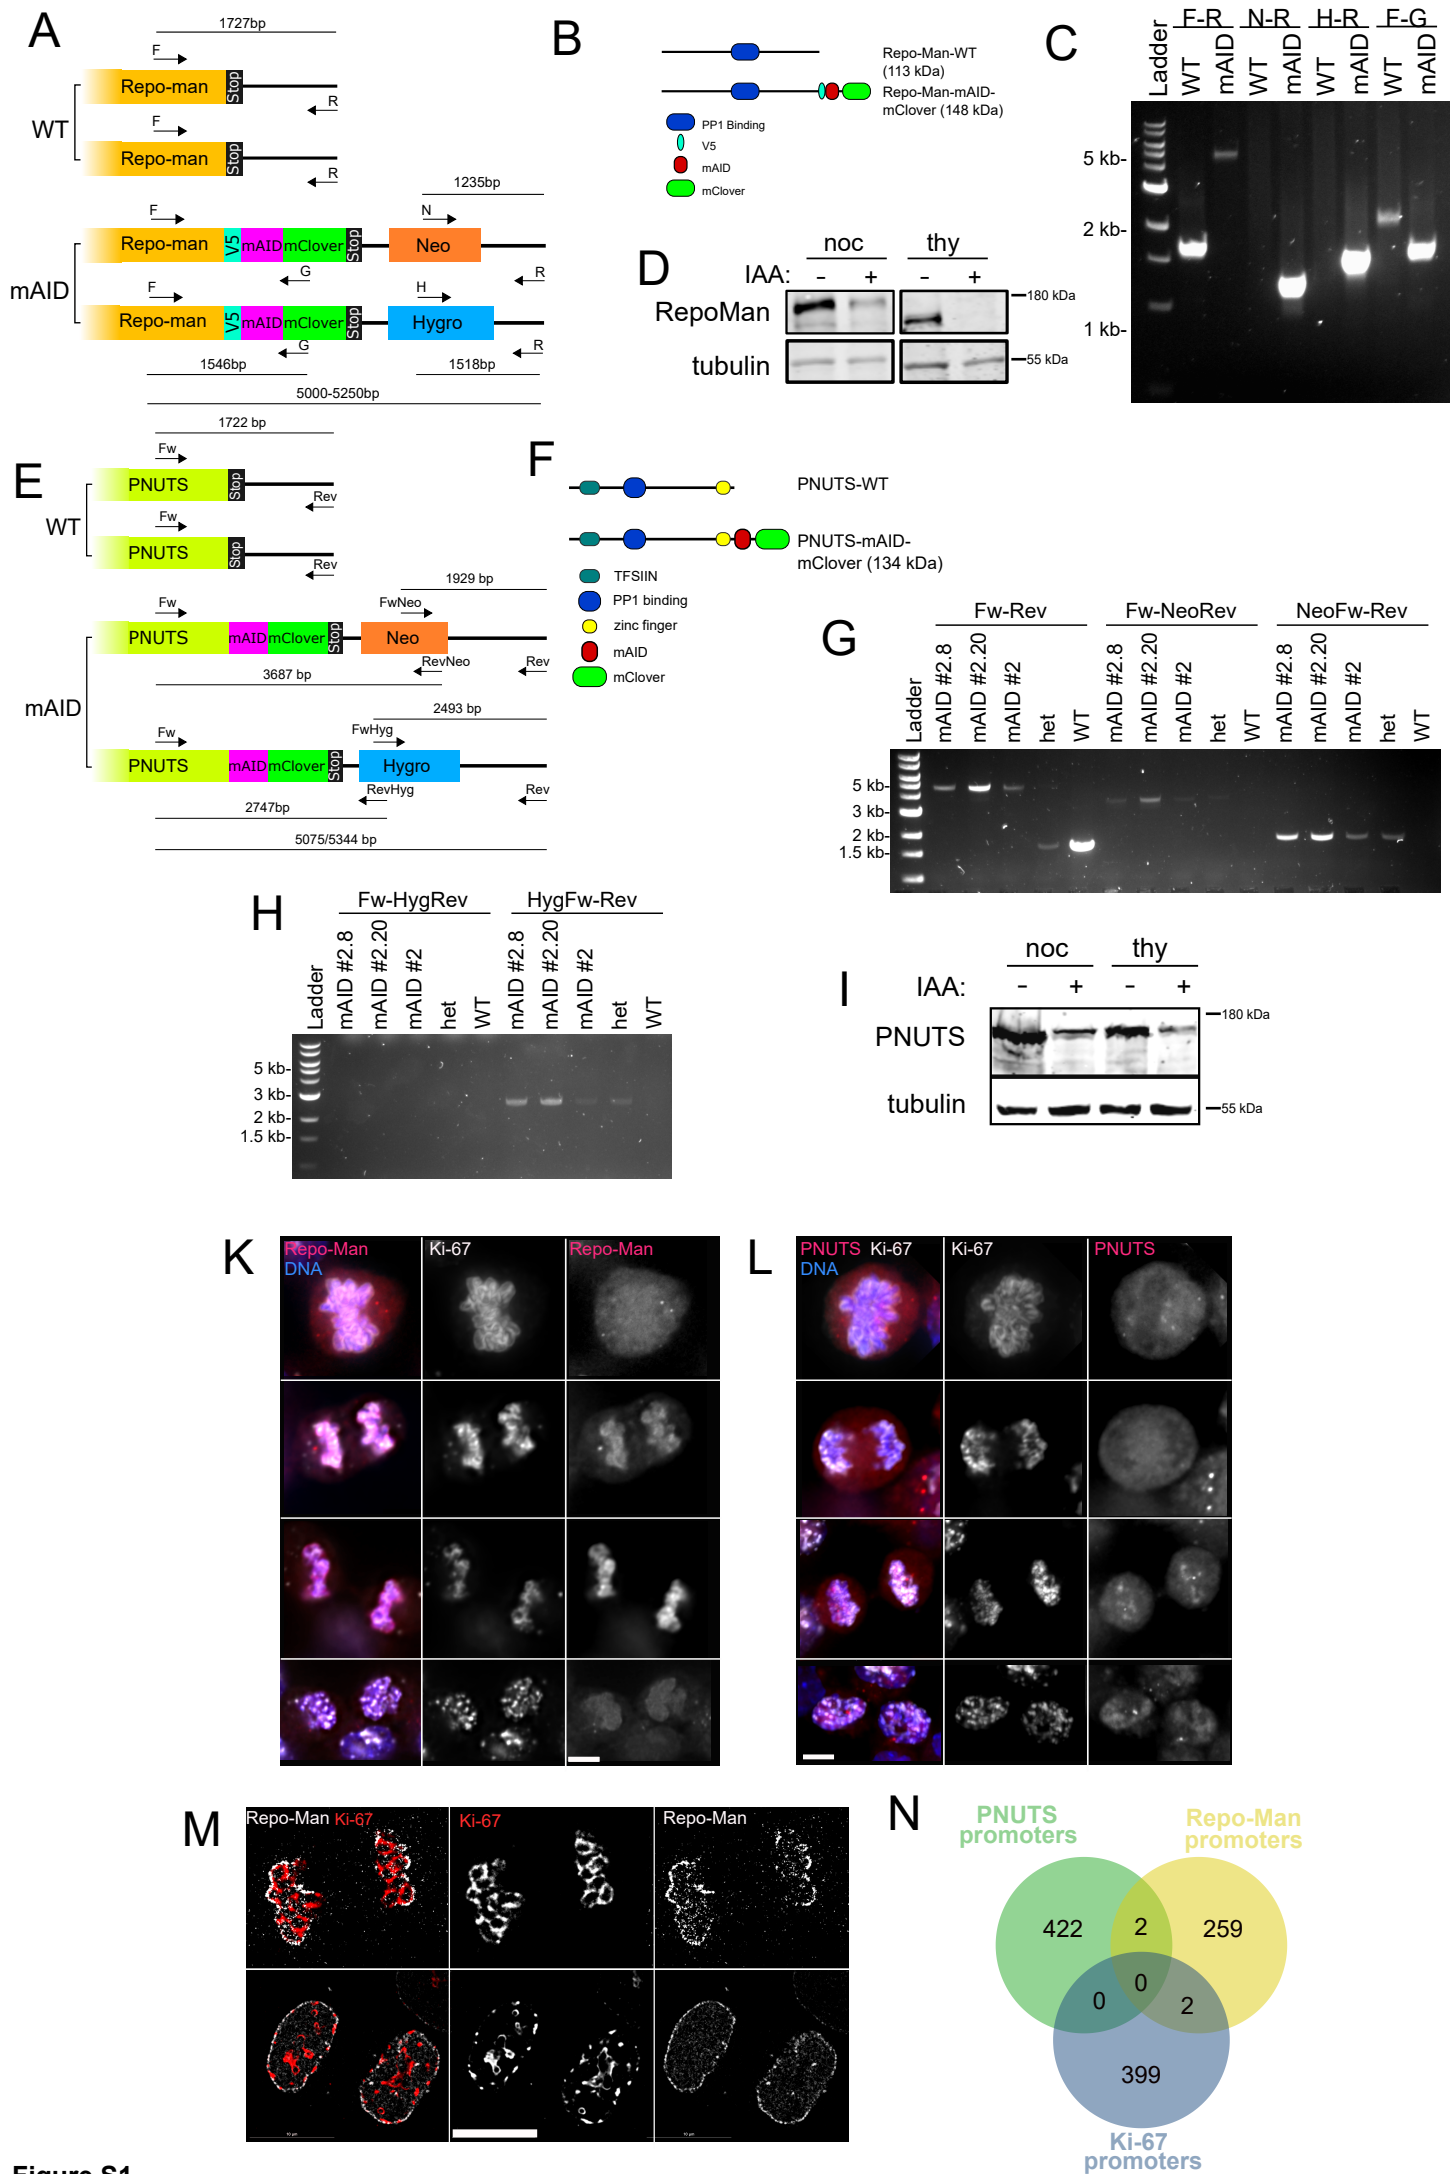 A
1727bp
F
Repo-man
Stop
R
WT
F
Repo-man
Stop
R
1235bp
F
N
Repo-man
V5
mAID
mClover
Stop
Neo
G
R
mAID
F
H
Repo-man
V5
mAID
mClover
Stop
Hygro
G
R
1546bp
1518bp
5000-5250bp
B
Repo-Man-WT
(113 kDa)
Repo-Man-mAID-
mClover (148 kDa)
PP1 Binding
V5
mAID
mClover
C
F-R N-R H-R F-G
Ladder
WT
mAID
WT
mAID
WT
mAID
WT
mAID
5 kb-
2 kb-
1 kb-
D
noc thy
IAA: - + - +
RepoMan
180 kDa
tubulin
55 kDa
E
1722 bp
Fw
PNUTS
Stop
Rev
WT
Fw
PNUTS
Stop
Rev
1929 bp
Fw
FwNeo
PNUTS
mAID
mClover
Stop
Neo
RevNeo
Rev
3687 bp
mAID
2493 bp
Fw
FwHyg
PNUTS
mAID
mClover
Stop
Hygro
RevHyg
Rev
2747bp
5075/5344 bp
F
PNUTS-WT
PNUTS-mAID-
mClover (134 kDa)
TFSIIN
PP1 binding
zinc finger
mAID
mClover
G
Fw-Rev Fw-NeoRev NeoFw-Rev
Ladder
mAID #2.8
mAID #2.20
mAID #2
het
WT
mAID #2.8
mAID #2.20
mAID #2
het
WT
mAID #2.8
mAID #2.20
mAID #2
het
WT
5 kb-
3 kb-
2 kb-
1.5 kb-
H
Fw-HygRev HygFw-Rev
Ladder
mAID #2.8
mAID #2.20
mAID #2
het
WT
mAID #2.8
mAID #2.20
mAID #2
het
WT
5 kb-
3 kb-
2 kb-
1.5 kb-
I
noc thy
IAA: - + - +
PNUTS
180 kDa
tubulin
55 kDa
K
Repo-Man
DNA
Ki-67
Repo-Man
L
PNUTS Ki-67
DNA
Ki-67
PNUTS
M
Repo-Man Ki-67
Ki-67
Repo-Man
10 µm
10 µm
N
PNUTS
promoters
Repo-Man
promoters
422
2
259
0
0
2
399
Ki-67
promoters
Figure S1